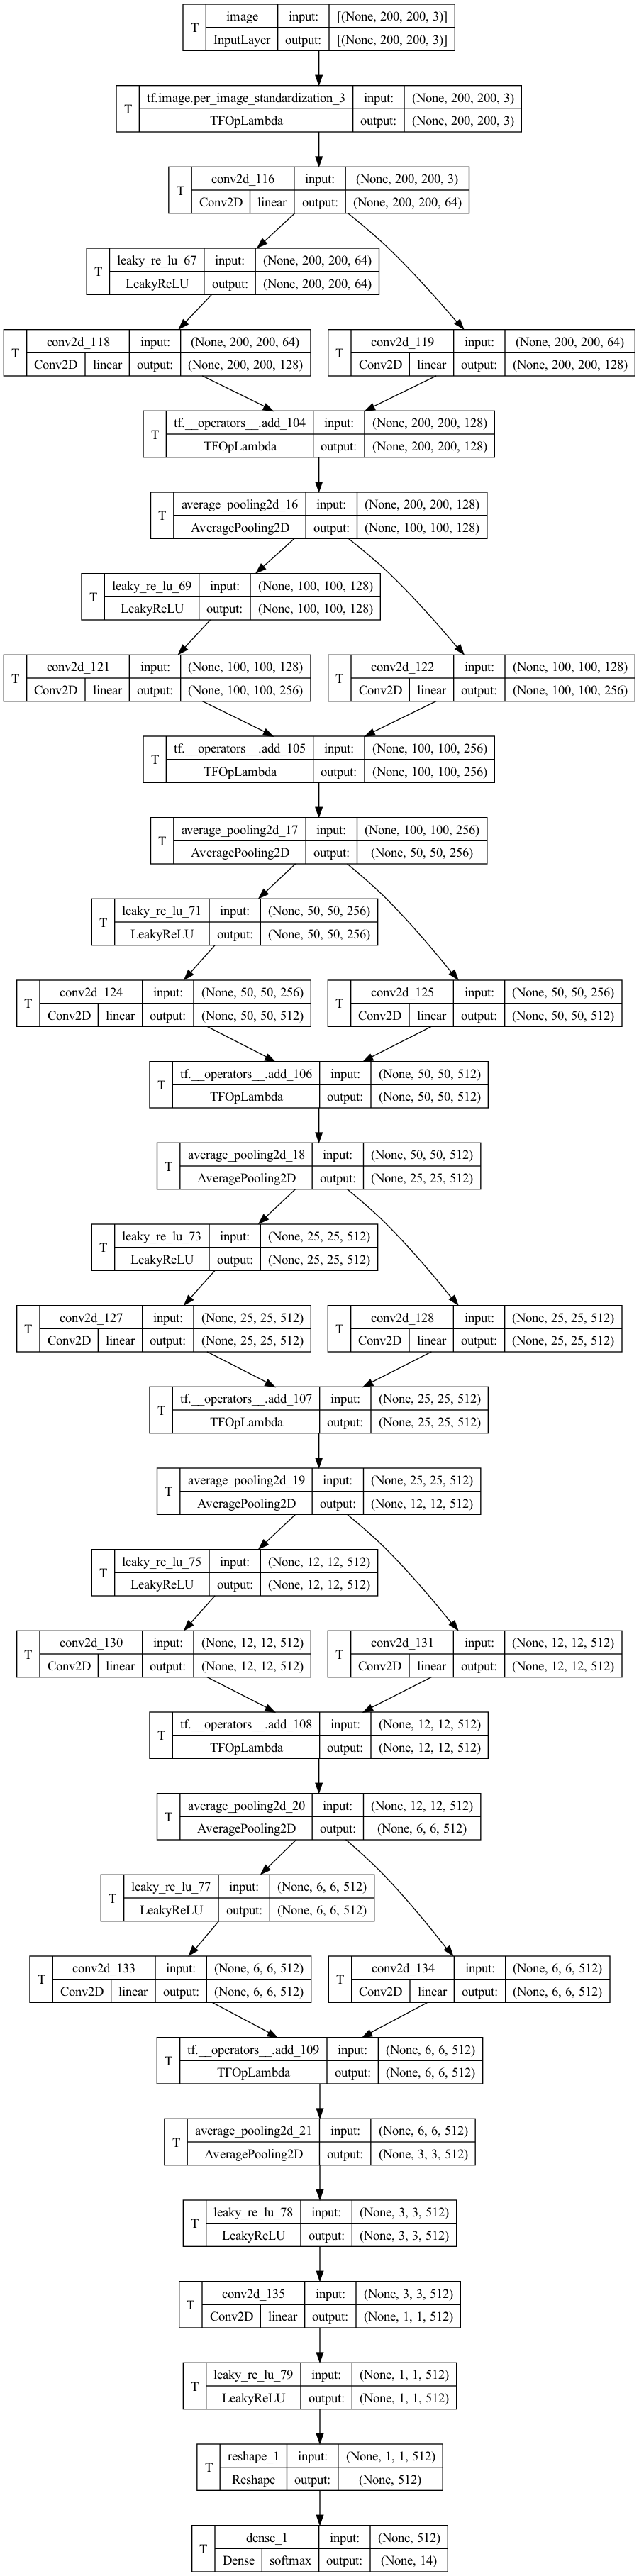 T image input: [(None, 200, 200, 3)]
InputLayer output: [(None, 200, 200, 3)]
T tf.image.per_image_standardization_3 input: (None, 200, 200, 3)
TFOpLambda output: (None, 200, 200, 3)
T conv2d_116 input: (None, 200, 200, 3)
Conv2D linear output: (None, 200, 200, 64)
T leaky_re_lu_67 input: (None, 200, 200, 64)
LeakyReLU output: (None, 200, 200, 64)
T conv2d_118 input: (None, 200, 200, 64)
Conv2D linear output: (None, 200, 200, 128)
T conv2d_119 input: (None, 200, 200, 64)
Conv2D linear output: (None, 200, 200, 128)
T tf.__operators__.add_104 input: (None, 200, 200, 128)
TFOpLambda output: (None, 200, 200, 128)
T average_pooling2d_16 input: (None, 200, 200, 128)
AveragePooling2D output: (None, 100, 100, 128)
T leaky_re_lu_69 input: (None, 100, 100, 128)
LeakyReLU output: (None, 100, 100, 128)
T conv2d_121 input: (None, 100, 100, 128)
Conv2D linear output: (None, 100, 100, 256)
T conv2d_122 input: (None, 100, 100, 128)
Conv2D linear output: (None, 100, 100, 256)
T tf.__operators__.add_105 input: (None, 100, 100, 256)
TFOpLambda output: (None, 100, 100, 256)
T average_pooling2d_17 input: (None, 100, 100, 256)
AveragePooling2D output: (None, 50, 50, 256)
T leaky_re_lu_71 input: (None, 50, 50, 256)
LeakyReLU output: (None, 50, 50, 256)
T conv2d_124 input: (None, 50, 50, 256)
Conv2D linear output: (None, 50, 50, 512)
T conv2d_125 input: (None, 50, 50, 256)
Conv2D linear output: (None, 50, 50, 512)
T tf.__operators__.add_106 input: (None, 50, 50, 512)
TFOpLambda output: (None, 50, 50, 512)
T average_pooling2d_18 input: (None, 50, 50, 512)
AveragePooling2D output: (None, 25, 25, 512)
T leaky_re_lu_73 input: (None, 25, 25, 512)
LeakyReLU output: (None, 25, 25, 512)
T conv2d_127 input: (None, 25, 25, 512)
Conv2D linear output: (None, 25, 25, 512)
T conv2d_128 input: (None, 25, 25, 512)
Conv2D linear output: (None, 25, 25, 512)
T tf.__operators__.add_107 input: (None, 25, 25, 512)
TFOpLambda output: (None, 25, 25, 512)
T average_pooling2d_19 input: (None, 25, 25, 512)
AveragePooling2D output: (None, 12, 12, 512)
T leaky_re_lu_75 input: (None, 12, 12, 512)
LeakyReLU output: (None, 12, 12, 512)
T conv2d_130 input: (None, 12, 12, 512)
Conv2D linear output: (None, 12, 12, 512)
T conv2d_131 input: (None, 12, 12, 512)
Conv2D linear output: (None, 12, 12, 512)
T tf.__operators__.add_108 input: (None, 12, 12, 512)
TFOpLambda output: (None, 12, 12, 512)
T average_pooling2d_20 input: (None, 12, 12, 512)
AveragePooling2D output: (None, 6, 6, 512)
T leaky_re_lu_77 input: (None, 6, 6, 512)
LeakyReLU output: (None, 6, 6, 512)
T conv2d_133 input: (None, 6, 6, 512)
Conv2D linear output: (None, 6, 6, 512)
T conv2d_134 input: (None, 6, 6, 512)
Conv2D linear output: (None, 6, 6, 512)
T tf.__operators__.add_109 input: (None, 6, 6, 512)
TFOpLambda output: (None, 6, 6, 512)
T average_pooling2d_21 input: (None, 6, 6, 512)
AveragePooling2D output: (None, 3, 3, 512)
T leaky_re_lu_78 input: (None, 3, 3, 512)
LeakyReLU output: (None, 3, 3, 512)
T conv2d_135 input: (None, 3, 3, 512)
Conv2D linear output: (None, 1, 1, 512)
T leaky_re_lu_79 input: (None, 1, 1, 512)
LeakyReLU output: (None, 1, 1, 512)
T reshape_1 input: (None, 1, 1, 512)
Reshape output: (None, 512)
T dense_1 input: (None, 512)
Dense softmax output: (None, 14)